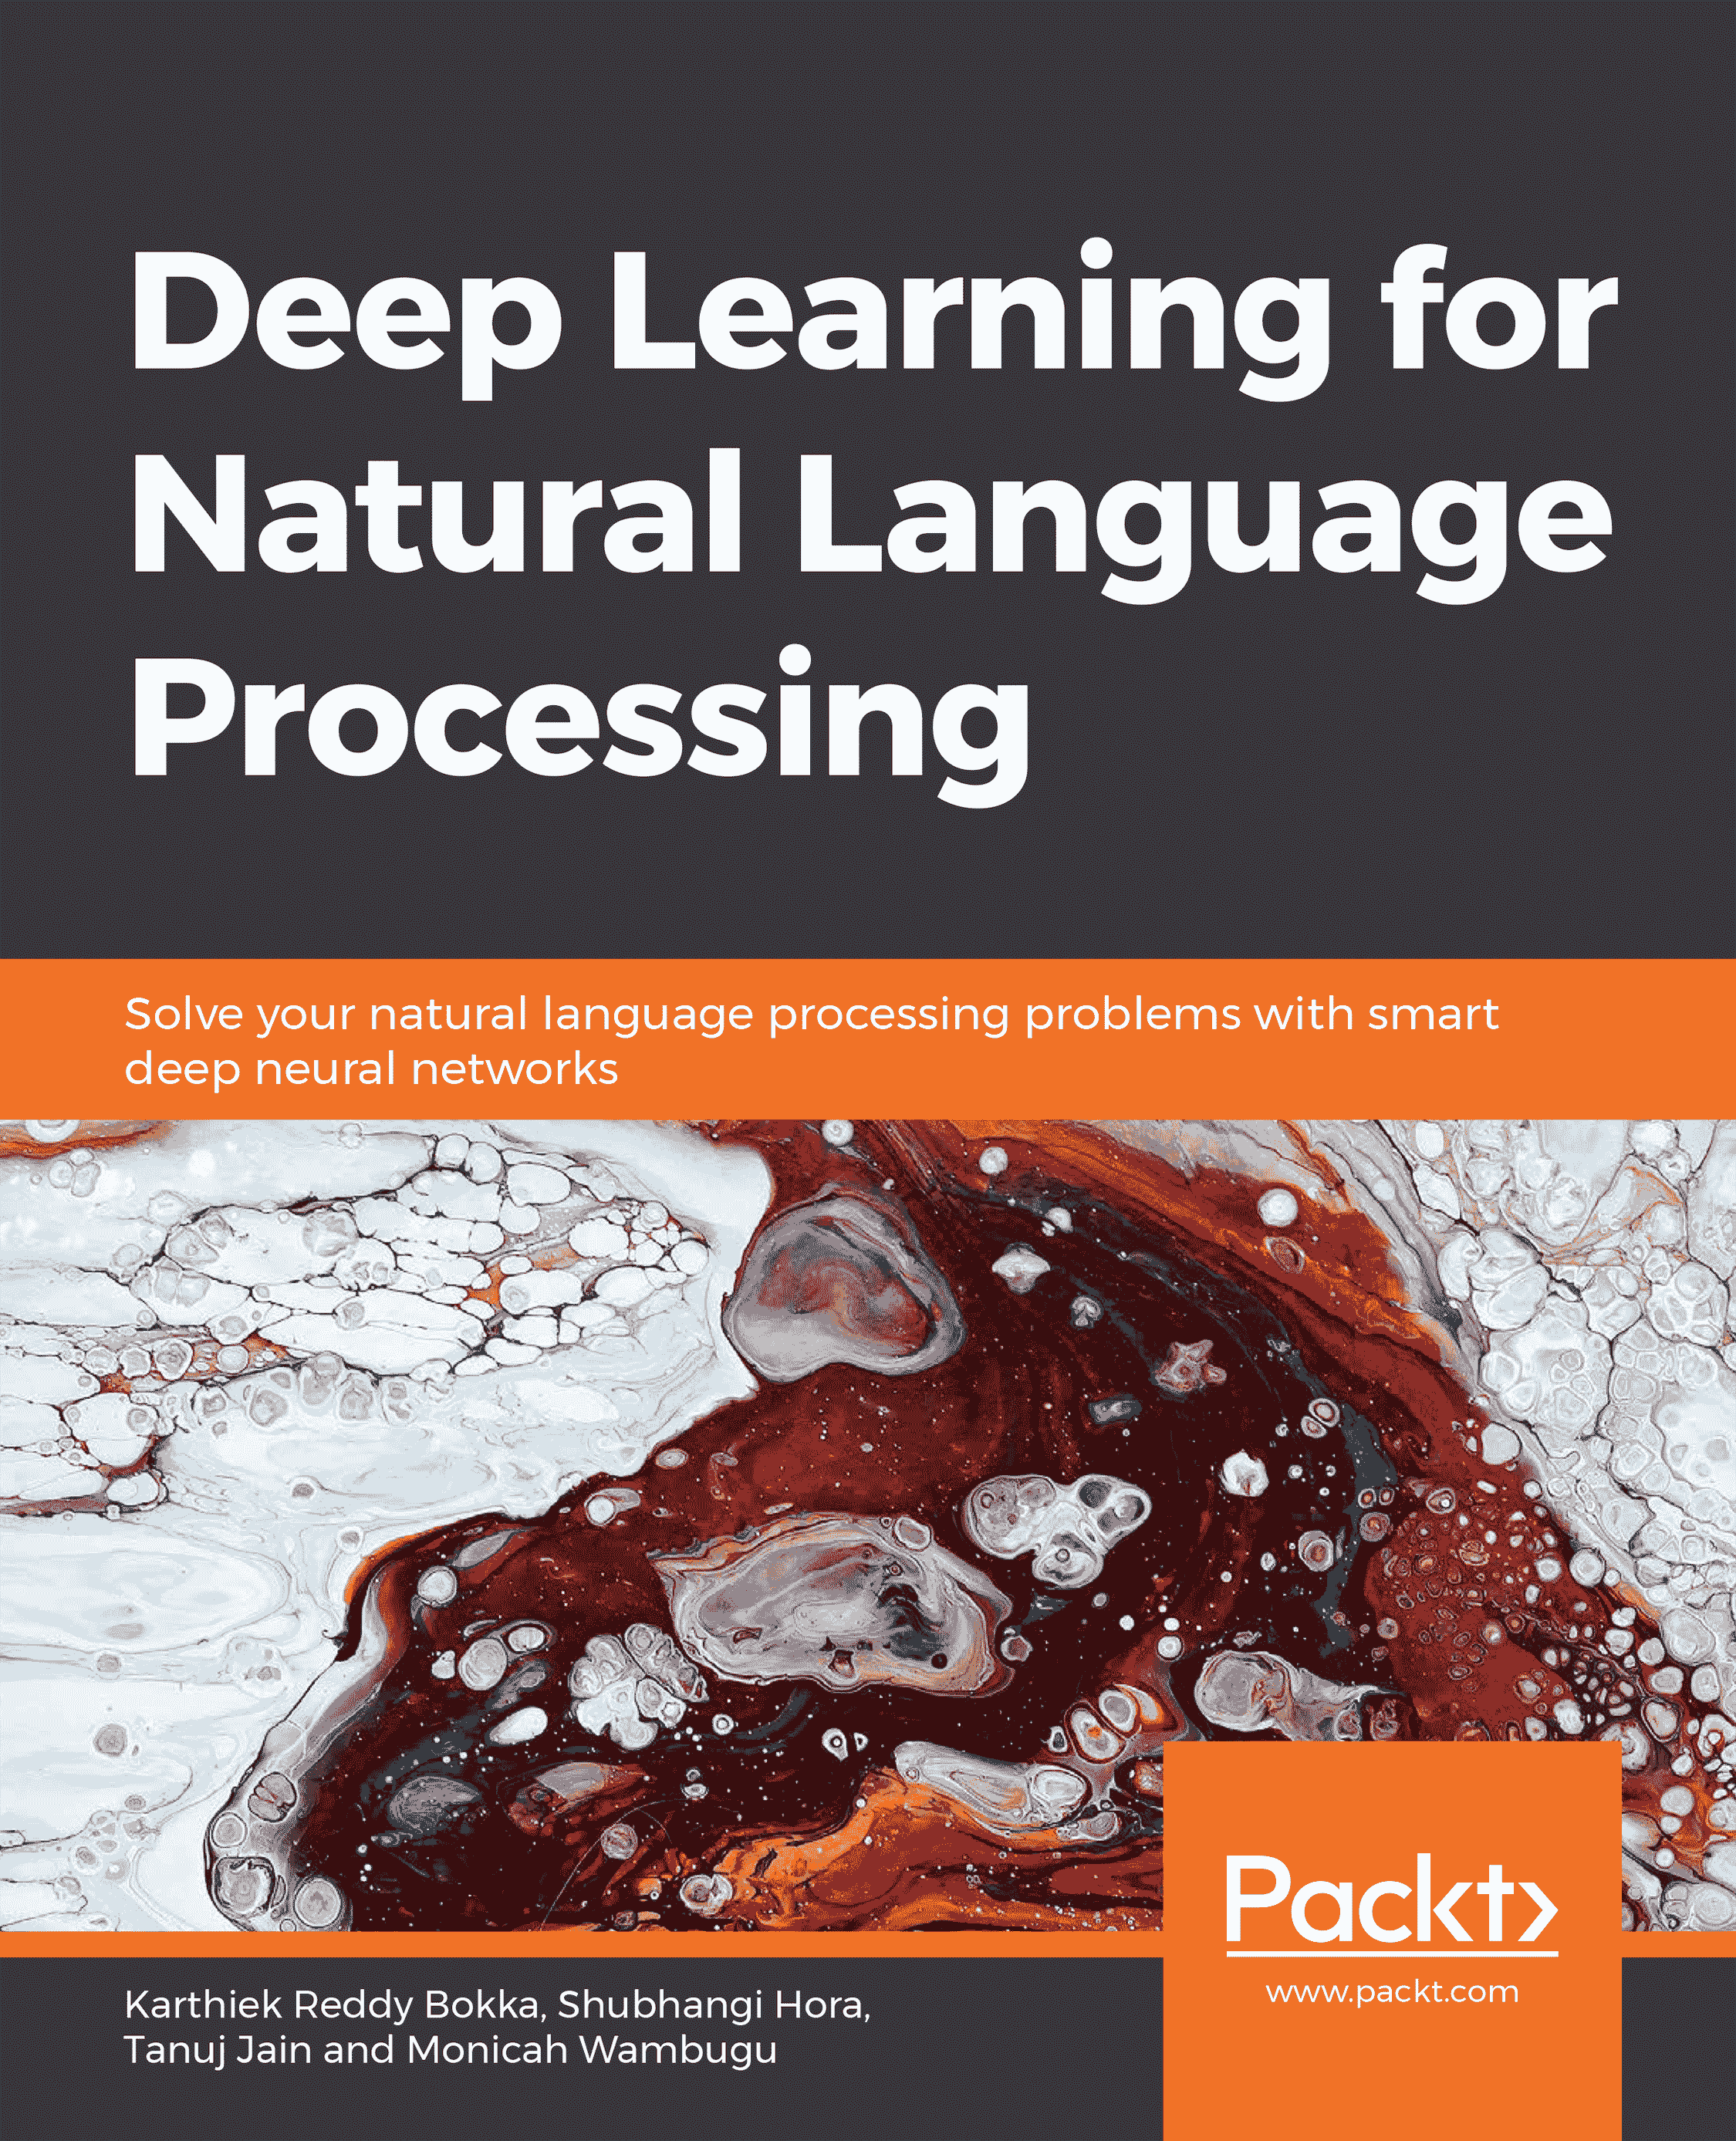 Deep Learning for
Natural Language
Processing
Solve your natural language processing problems with smart
deep neural networks
Packt>
www.packt.com
Karthiek Reddy Bokka, Shubhangi Hora,
Tanuj Jain and Monicah Wambugu